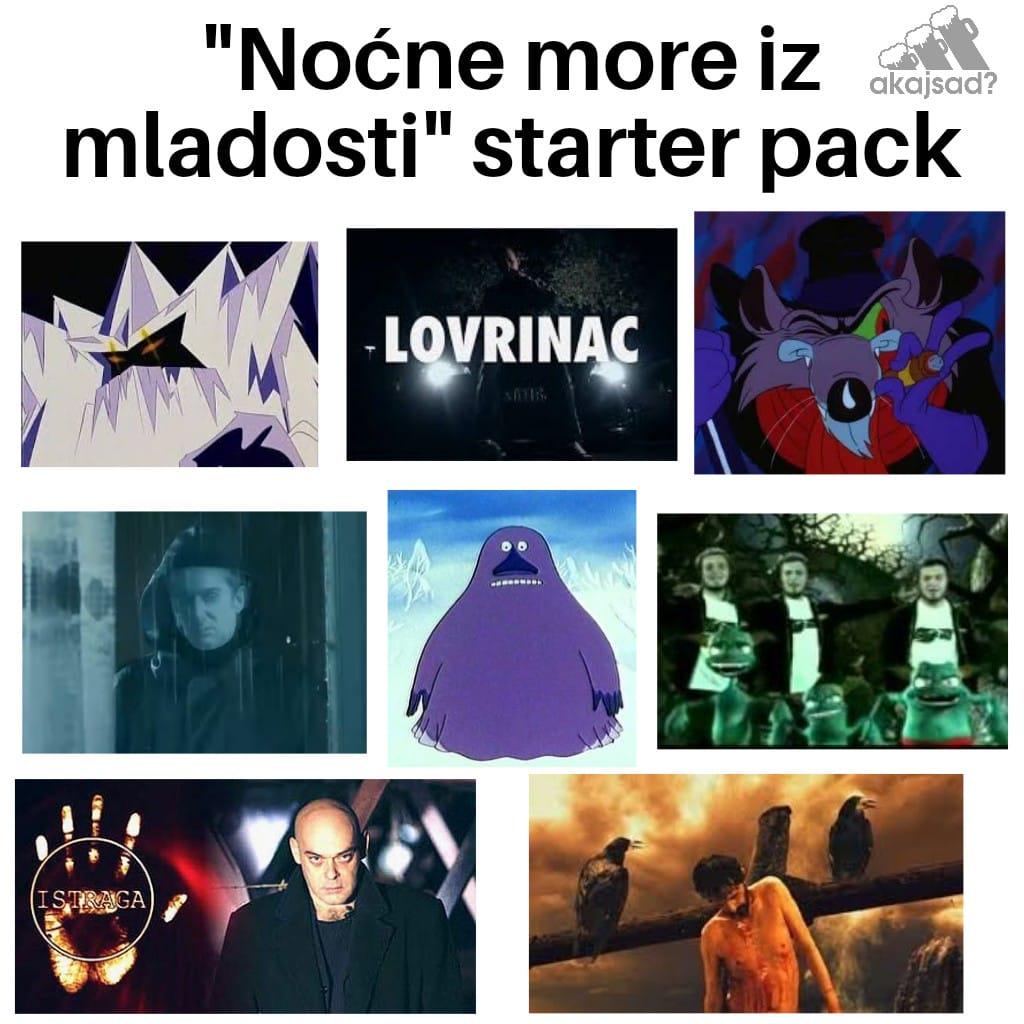 "Noćne more iz
mladosti" starter pack
akajsad?
LOVRINAC
ISTRAGA